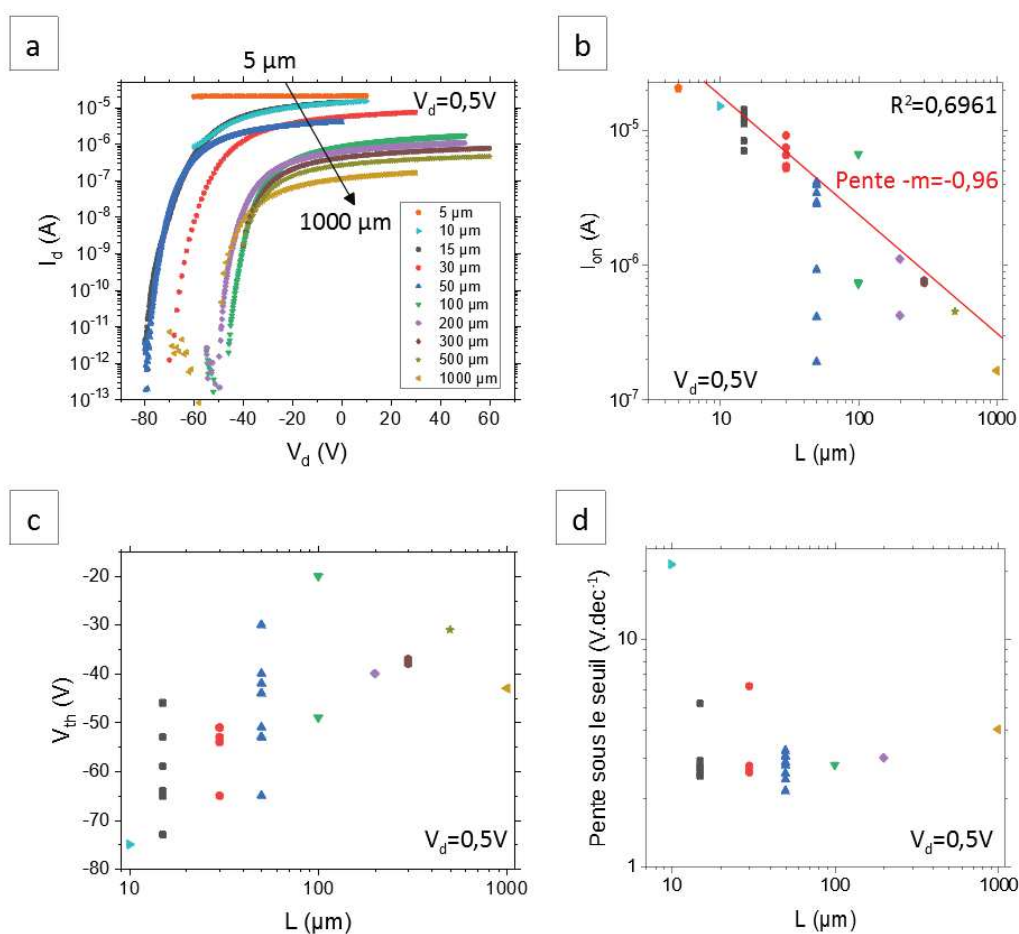 a
5 µm
V_d=0,5V
10^-5
10^-6
10^-7
10^-8
10^-9
10^-10
10^-11
10^-12
10^-13
I_d (A)
1000 µm
5 µm
10 µm
15 µm
30 µm
50 µm
100 µm
200 µm
300 µm
500 µm
1000 µm
-80 -60 -40 -20 0 20 40 60
V_d (V)
b
R²=0,6961
Pente -m=-0,96
10^-5
10^-6
10^-7
I_on (A)
V_d=0,5V
10 100 1000
L (µm)
c
-20
-30
-40
-50
-60
-70
-80
V_th (V)
V_d=0,5V
10 100 1000
L (µm)
d
10
1
Pente sous le seuil (V.dec^-1)
V_d=0,5V
10 100 1000
L (µm)